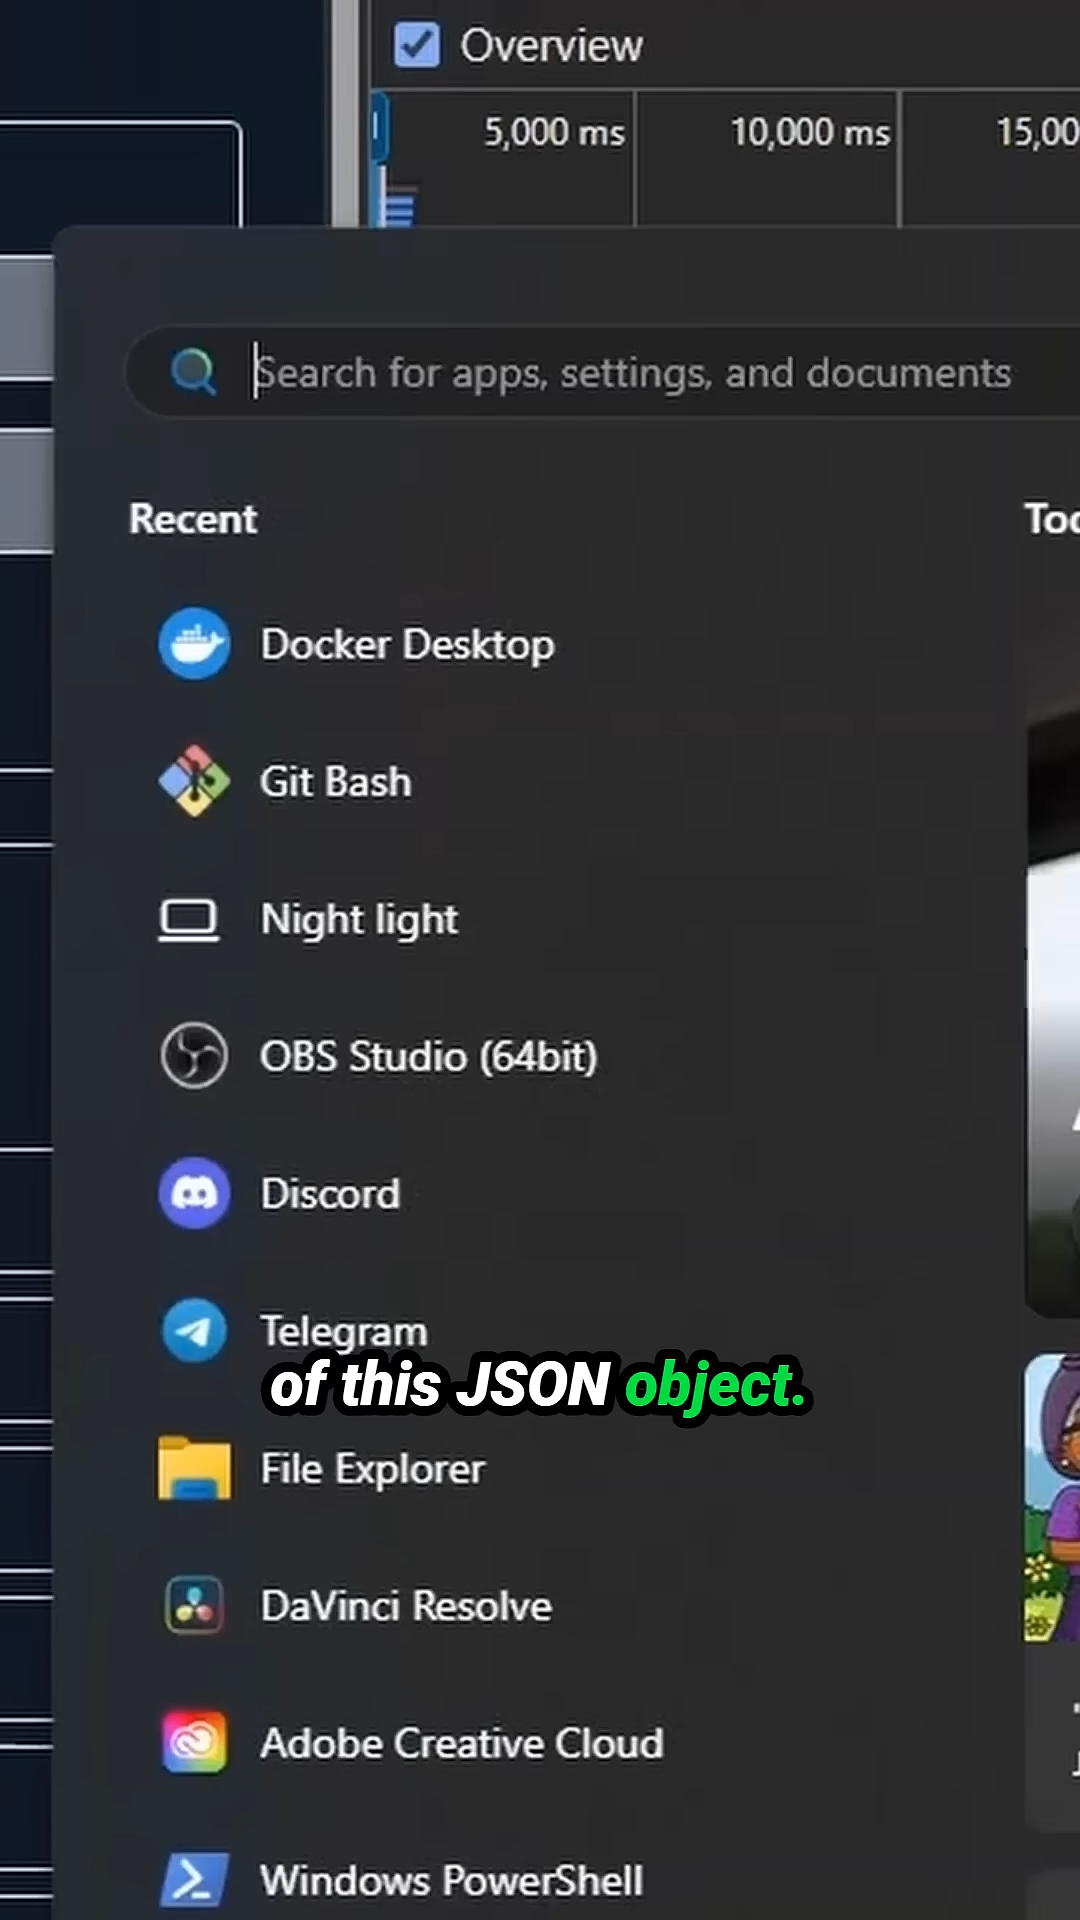 Overview
5,000 ms
10,000 ms
15,00
Search for apps, settings, and documents
Recent
Docker Desktop
Git Bash
Night light
OBS Studio (64bit)
Discord
Telegram
of this JSON object.
File Explorer
DaVinci Resolve
Adobe Creative Cloud
Windows PowerShell